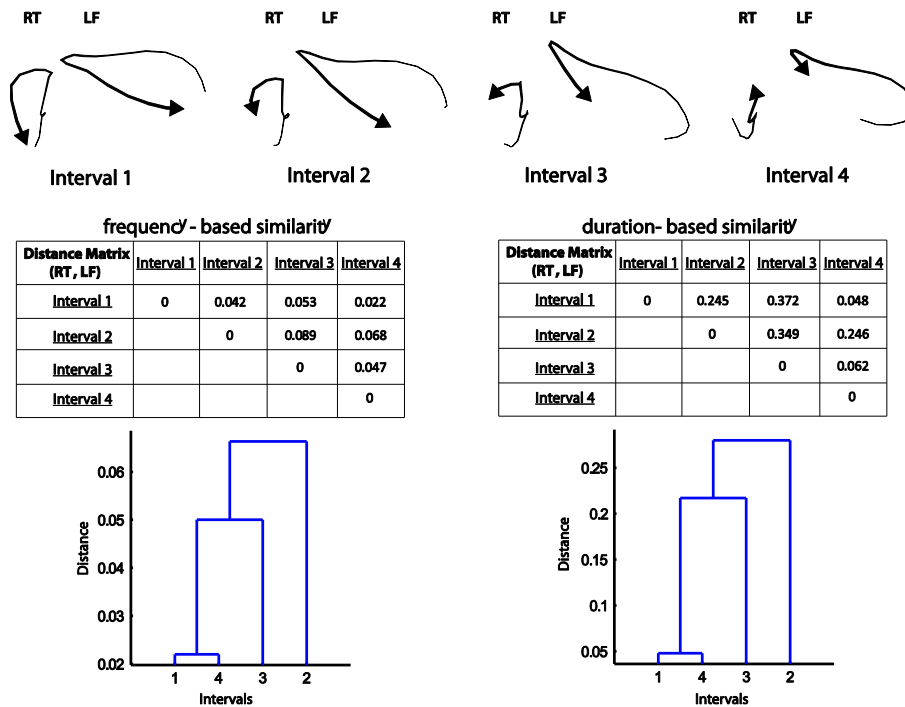 RT LF RT LF RT LF RT LF
Interval 1 Interval 2 Interval 3 Interval 4
frequency - based similarity
Distance Matrix (RT , LF) Interval 1 Interval 2 Interval 3 Interval 4
Interval 1 0 0.042 0.053 0.022
Interval 2 0 0.089 0.068
Interval 3 0 0.047
Interval 4 0
duration- based similarity
Distance Matrix (RT , LF) Interval 1 Interval 2 Interval 3 Interval 4
Interval 1 0 0.245 0.372 0.048
Interval 2 0 0.349 0.246
Interval 3 0 0.062
Interval 4 0
0.06
0.05
0.04
0.03
0.02
Distance
1 4 3 2
Intervals
0.25
0.2
0.15
0.1
0.05
Distance
1 4 3 2
Intervals